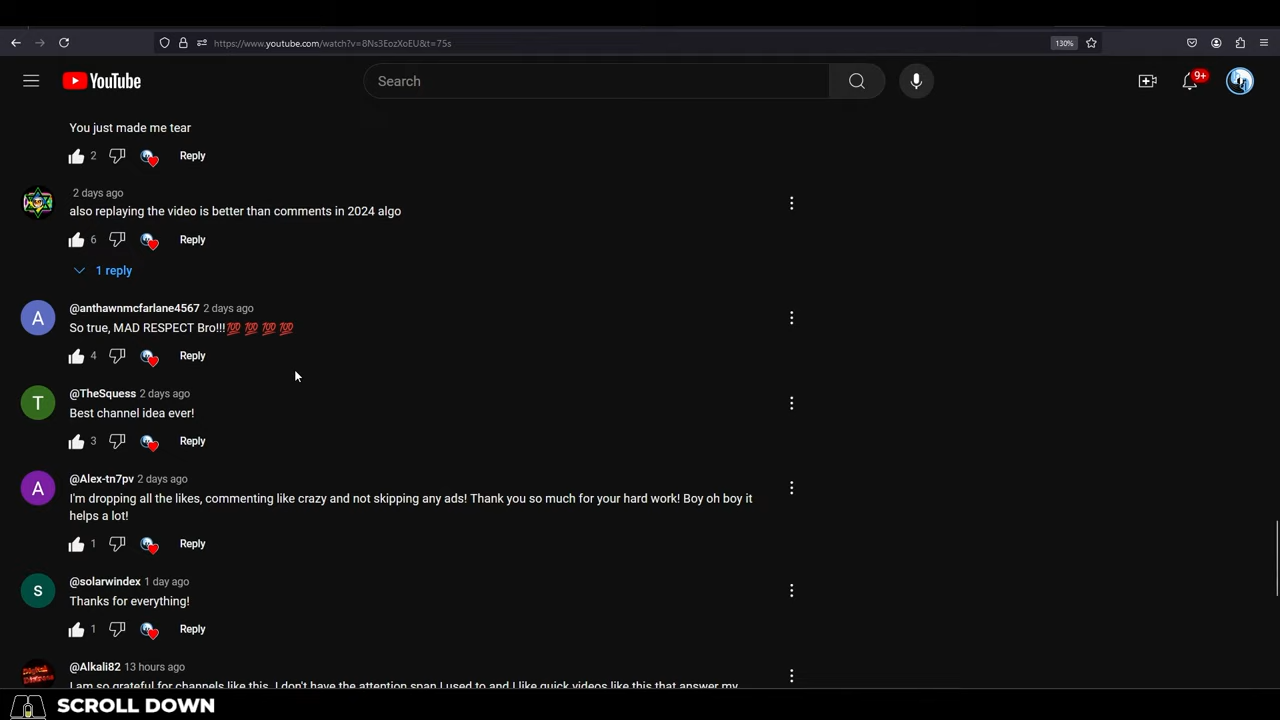 https://www.youtube.com/watch?v=8Ns3EozXoEU&t=75s
130%
YouTube
Search
9+
You just made me tear
2
Reply
2 days ago
also replaying the video is better than comments in 2024 algo
6
Reply
1 reply
A
@anthawnmcfarlane4567 2 days ago
So true, MAD RESPECT Bro!!!💯💯💯💯
4
Reply
T
@TheSquess 2 days ago
Best channel idea ever!
3
Reply
A
@Alex-tn7pv 2 days ago
I'm dropping all the likes, commenting like crazy and not skipping any ads! Thank you so much for your hard work! Boy oh boy it
helps a lot!
1
Reply
s
@solarwindex 1 day ago
Thanks for everything!
1
Reply
@Alkali82 13 hours ago
I am so grateful for channels like this. I don't have the attention span I used to and I like quick videos like this that answer my
SCROLL DOWN